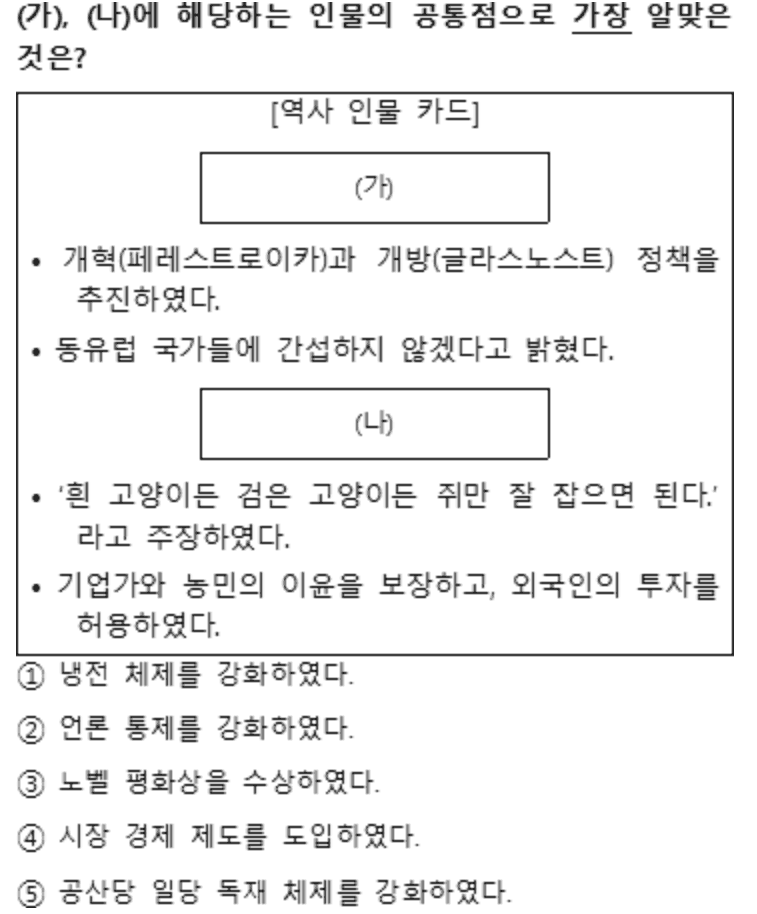 (가), (나)에 해당하는 인물의 공통점으로 가장 알맞은
것은?
[역사 인물 카드]
(가)
• 개혁(페레스트로이카)과 개방(글라스노스트) 정책을
추진하였다.
• 동유럽 국가들에 간섭하지 않겠다고 밝혔다.
(나)
• ‘흰 고양이든 검은 고양이든 쥐만 잘 잡으면 된다.’
라고 주장하였다.
• 기업가와 농민의 이윤을 보장하고, 외국인의 투자를
허용하였다.
① 냉전 체제를 강화하였다.
② 언론 통제를 강화하였다.
③ 노벨 평화상을 수상하였다.
④ 시장 경제 제도를 도입하였다.
⑤ 공산당 일당 독재 체제를 강화하였다.